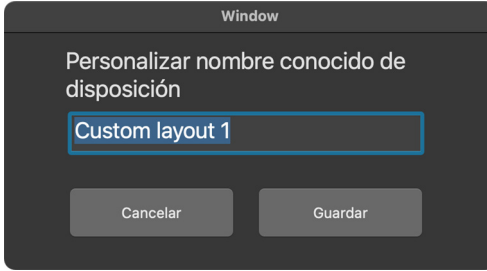 Window
Personalizar nombre conocido de
disposición
Custom layout 1
Cancelar
Guardar